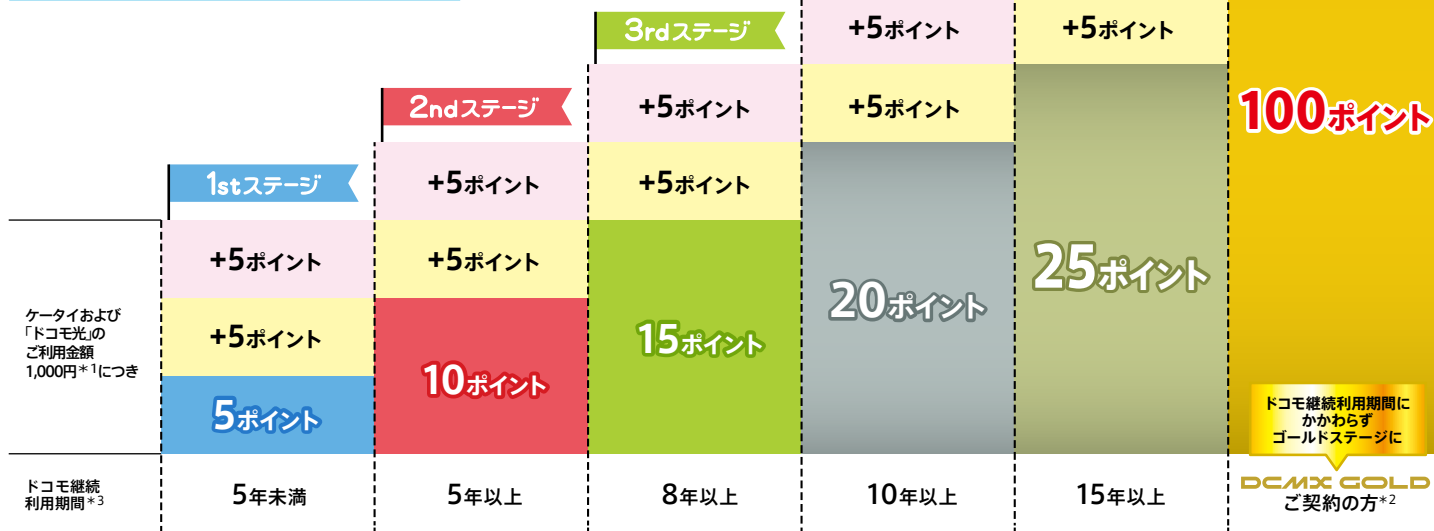 3rdステージ
+5ポイント
+5ポイント
2ndステージ
+5ポイント
+5ポイント
100ポイント
1stステージ
+5ポイント
+5ポイント
+5ポイント
+5ポイント
25ポイント
20ポイント
ケータイおよび
「ドコモ光」の
ご利用金額
1,000円*1につき
+5ポイント
15ポイント
10ポイント
5ポイント
ドコモ継続利用期間に
かかわらず
ゴールドステージに
ドコモ継続
利用期間*3
5年未満
5年以上
8年以上
10年以上
15年以上
DCMX GOLD
ご契約の方*2